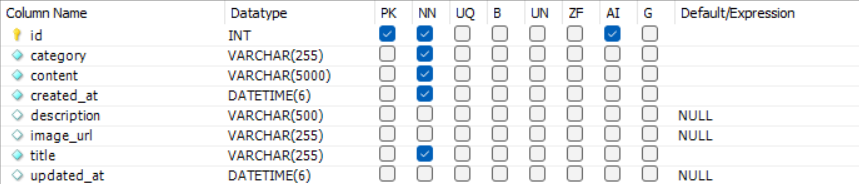 Column Name Datatype PK NN UQ B UN ZF AI G Default/Expression
id INT
category VARCHAR(255)
content VARCHAR(5000)
created_at DATETIME(6)
description VARCHAR(500) NULL
image_url VARCHAR(255) NULL
title VARCHAR(255)
updated_at DATETIME(6) NULL